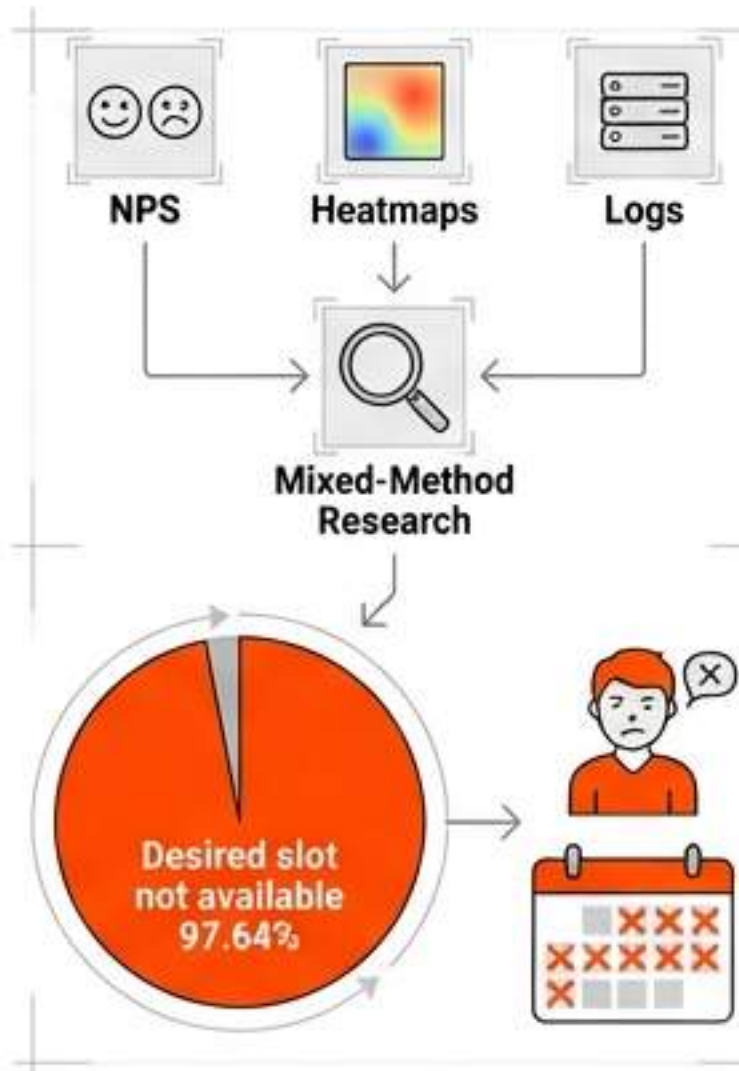 NPS
Heatmaps
Logs
Mixed-Method
Research
Desired slot
not available
97.64%